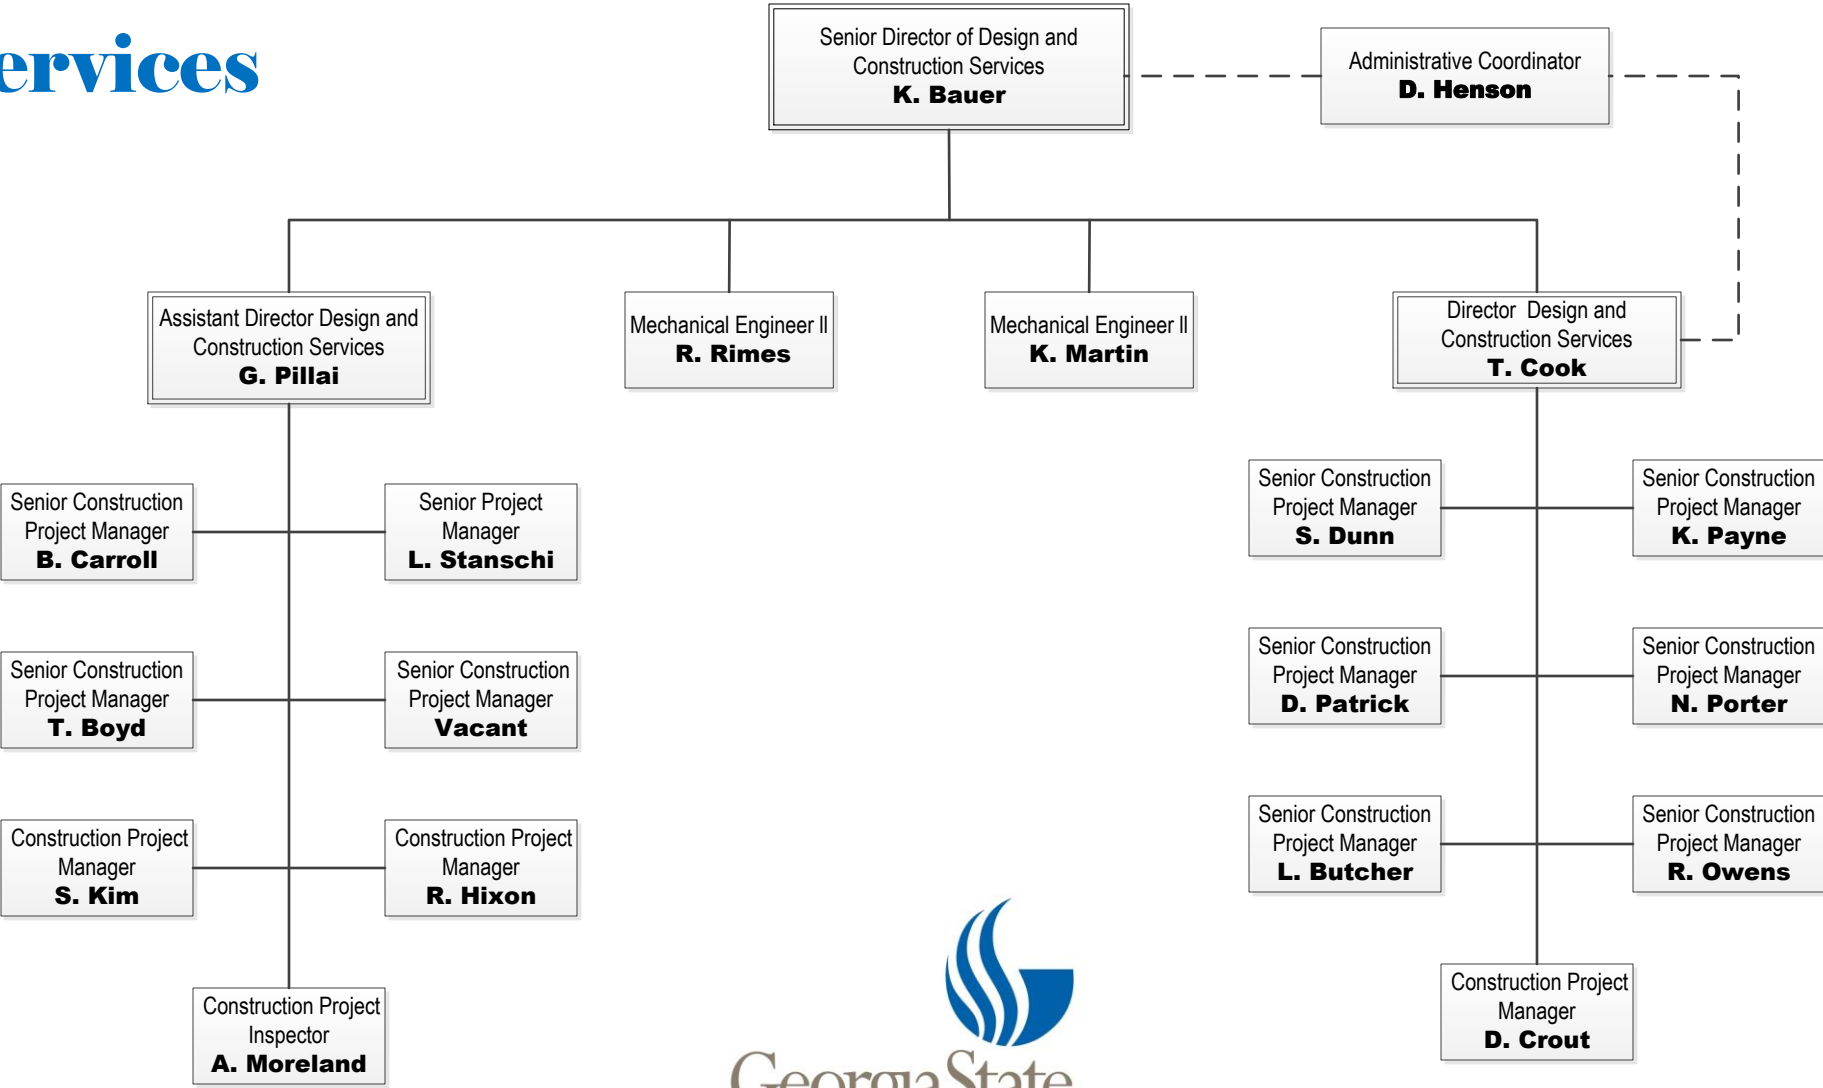 ervices
Senior Director of Design and
Construction Services
K. Bauer
Administrative Coordinator
D. Henson
Assistant Director Design and
Construction Services
G. Pillai
Mechanical Engineer II
R. Rimes
Mechanical Engineer II
K. Martin
Director Design and
Construction Services
T. Cook
Senior Construction
Project Manager
B. Carroll
Senior Project
Manager
L. Stanschi
Senior Construction
Project Manager
S. Dunn
Senior Construction
Project Manager
K. Payne
Senior Construction
Project Manager
T. Boyd
Senior Construction
Project Manager
Vacant
Senior Construction
Project Manager
D. Patrick
Senior Construction
Project Manager
N. Porter
Construction Project
Manager
S. Kim
Construction Project
Manager
R. Hixon
Senior Construction
Project Manager
L. Butcher
Senior Construction
Project Manager
R. Owens
Construction Project
Inspector
A. Moreland
Construction Project
Manager
D. Crout
Georgia State